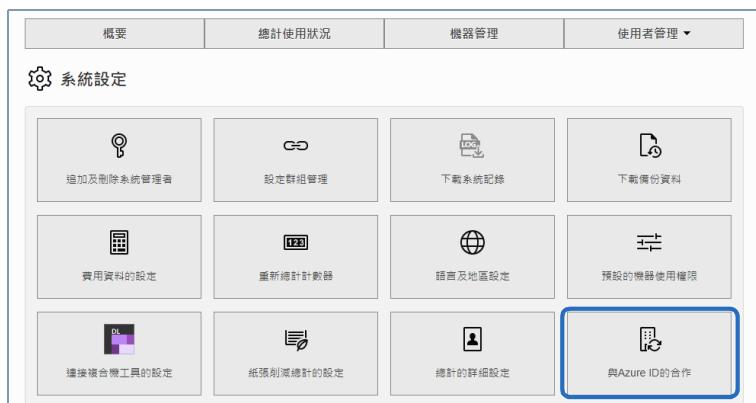 概要 總計使用狀況 機器管理 使用者管理 ▼
系統設定
追加及刪除系統管理者 設定群組管理 LOG 下載系統記錄 下載備份資料
費用資料的設定 123 重新總計計數器 語言及地區設定 預設的機器使用權限
DL 連接複合機工具的設定 紙張削減總計的設定 總計的詳細設定 與Azure ID的合作